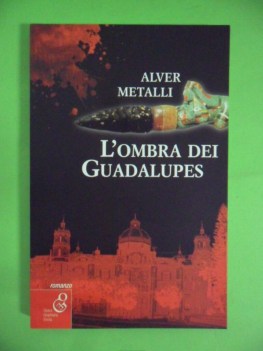 ALVER
METALLI
L'OMBRA DEI
GUADALUPES
romanzo